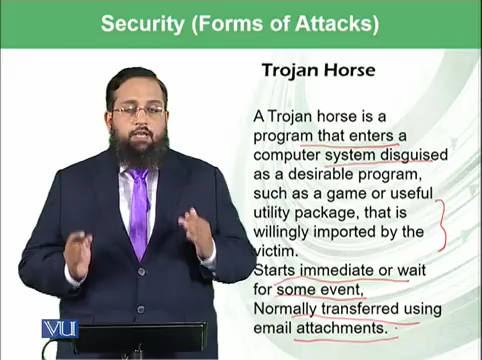 Security (Forms of Attacks)
Trojan Horse
A Trojan horse is a
program that enters a
computer system disguised
as a desirable program,
such as a game or useful
utility package, that is
willingly imported by the
victim.
Starts immediate or wait
for some event,
Normally transferred using
email attachments.
VU